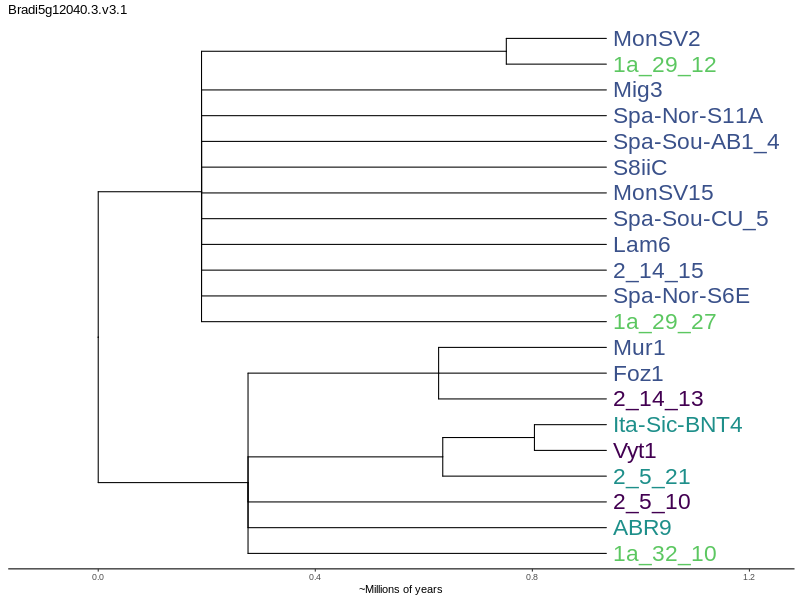 Bradi5g12040.3.v3.1
MonSV2
1a_29_12
Mig3
Spa-Nor-S11A
Spa-Sou-AB1_4
S8iiC
MonSV15
Spa-Sou-CU_5
Lam6
2_14_15
Spa-Nor-S6E
1a_29_27
Mur1
Foz1
2_14_13
Ita-Sic-BNT4
Vyt1
2_5_21
2_5_10
ABR9
1a_32_10
0.0 0.4 0.8 1.2
~Millions of years